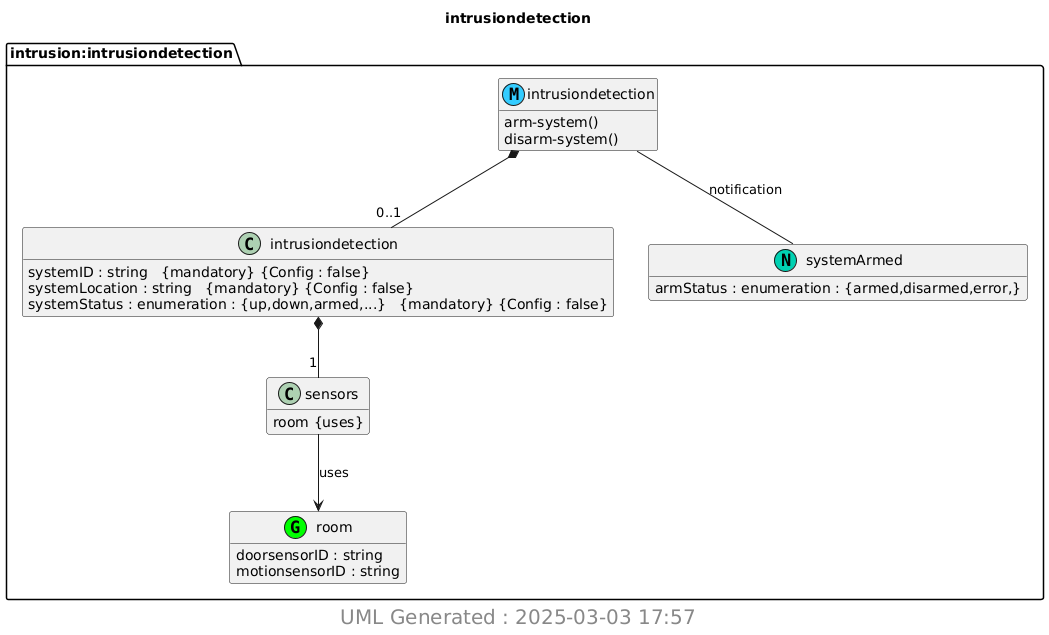 intrusiondetection
intrusion:intrusiondetection
M intrusiondetection
arm-system()
disarm-system()
notification
0..1
C intrusiondetection
systemID : string {mandatory} {Config : false}
systemLocation : string {mandatory} {Config : false}
systemStatus : enumeration : {up,down,armed,...} {mandatory} {Config : false}
N systemArmed
armStatus : enumeration : {armed,disarmed,error,}
1
C sensors
room {uses}
uses
G room
doorsensorID : string
motionsensorID : string
UML Generated : 2025-03-03 17:57